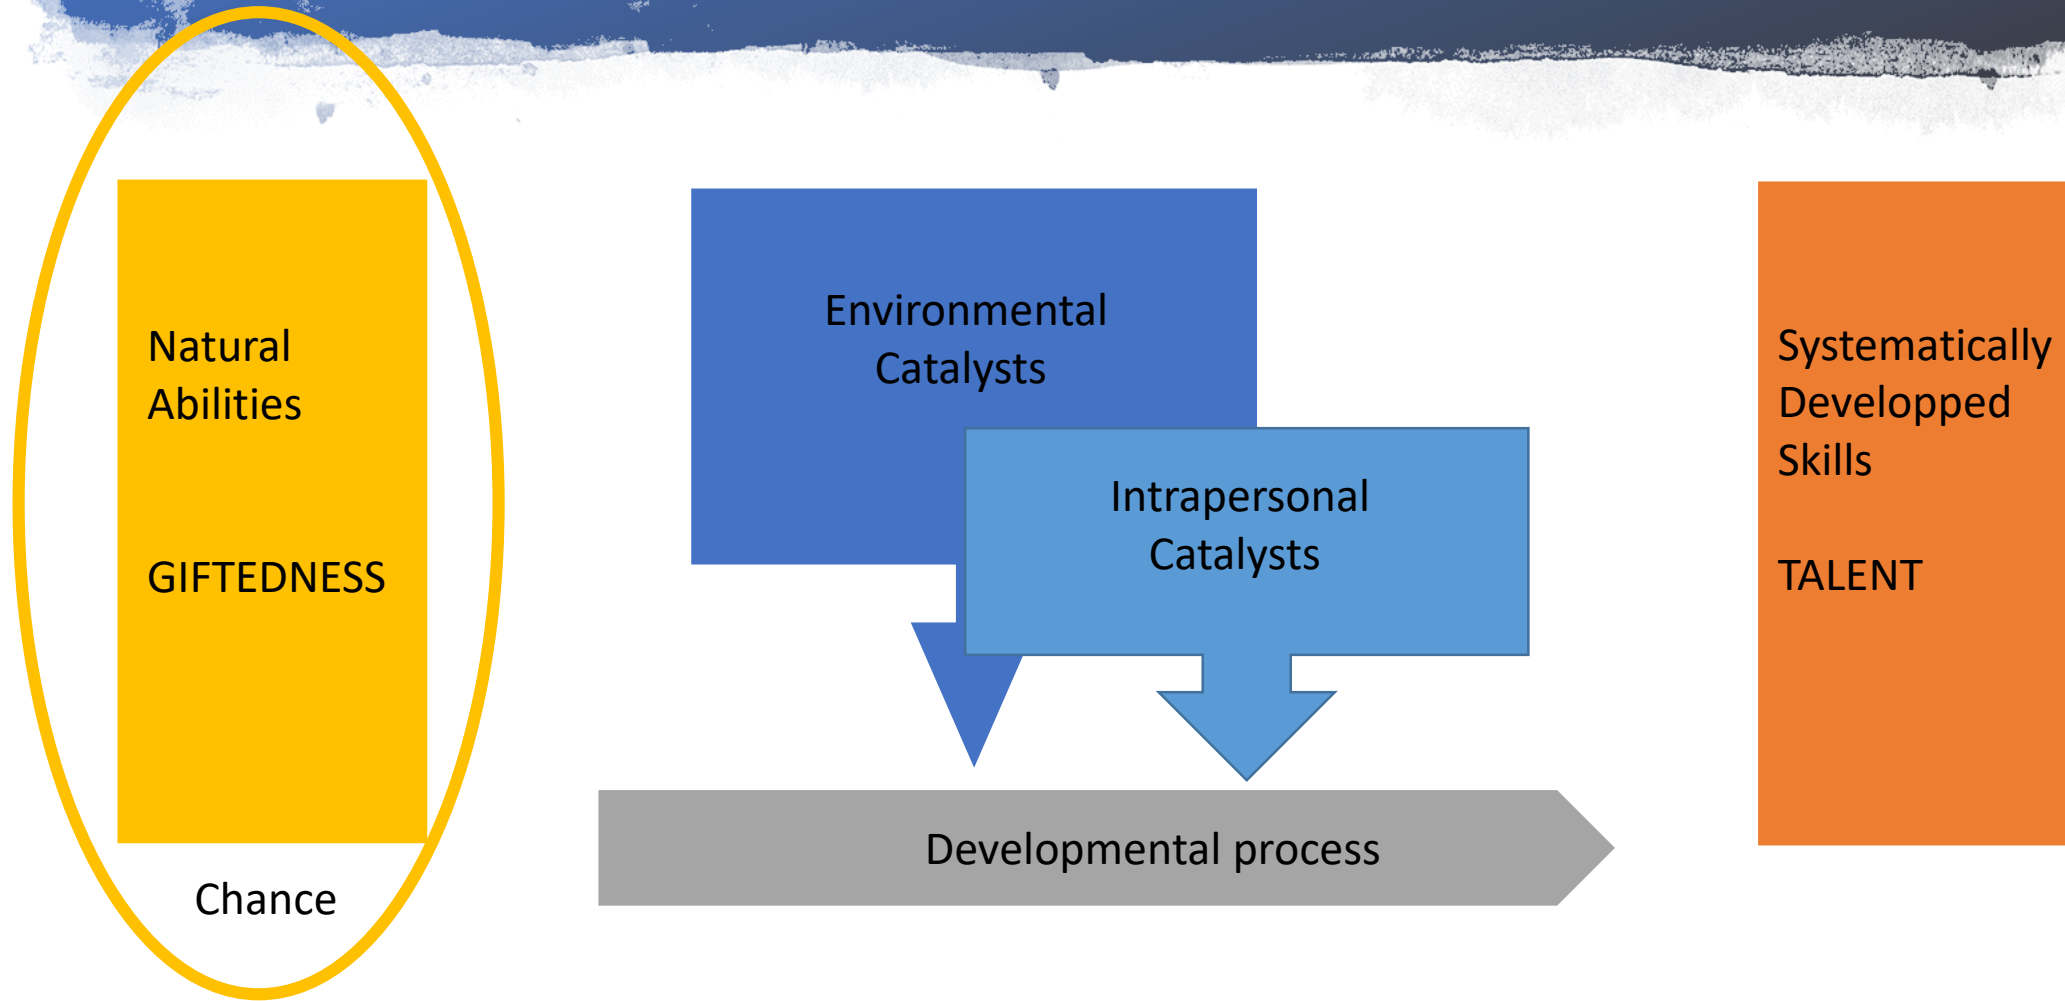 Natural
Abilities
GIFTEDNESS
Chance
Environmental
Catalysts
Intrapersonal
Catalysts
Developmental process
Systematically
Developped
Skills
TALENT